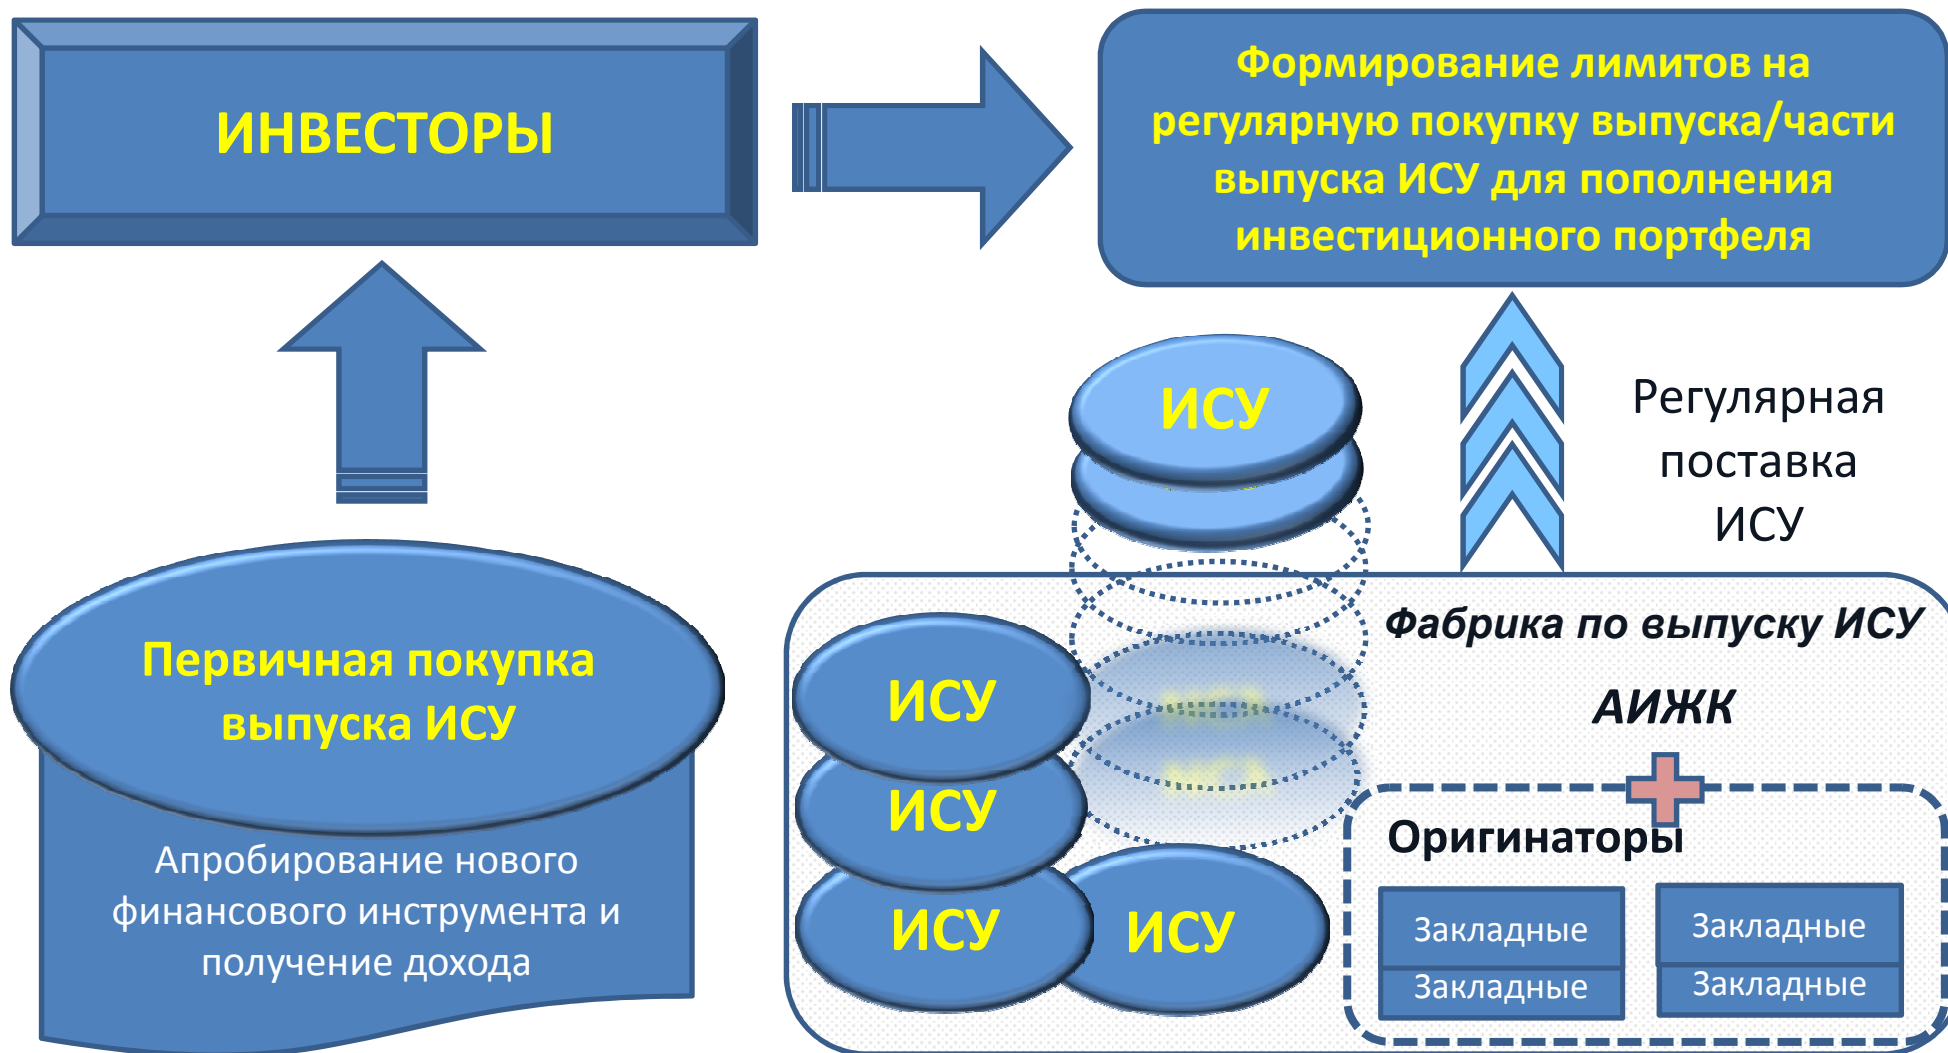 ИНВЕСТОРЫ
Формирование лимитов на
регулярную покупку выпуска/части
выпуска ИСУ для пополнения
инвестиционного портфеля
ИСУ
Регулярная
поставка
ИСУ
Первичная покупка
выпуска ИСУ
Апробирование нового
финансового инструмента и
получение дохода
Фабрика по выпуску ИСУ
АИЖК
ИСУ
ИСУ
ИСУ
ИСУ
Оригинаторы
Закладные
Закладные
Закладные
Закладные